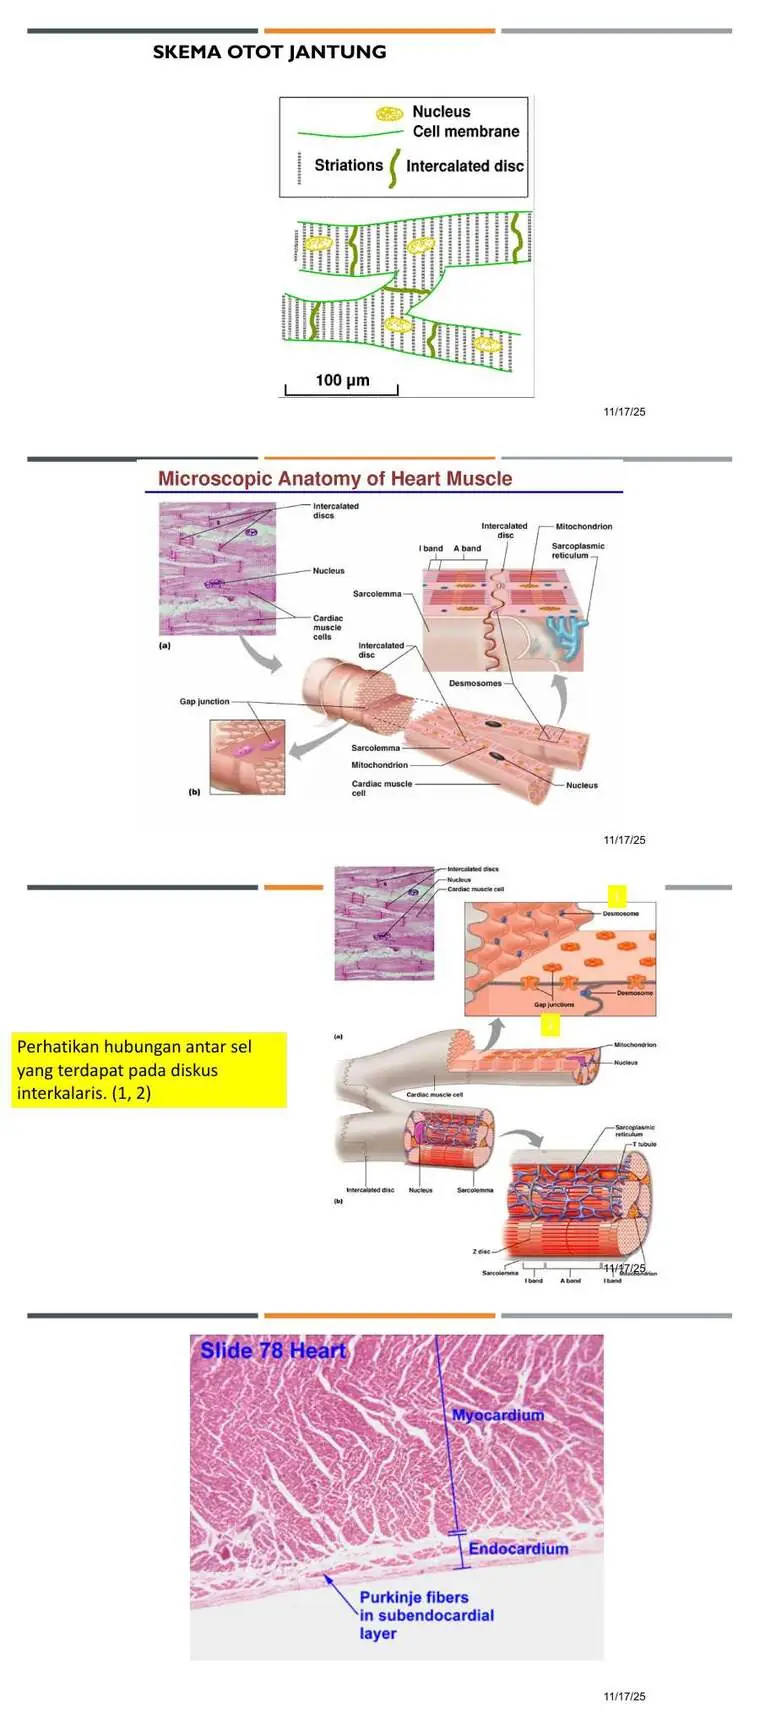 SKEMA OTOT JANTUNG
Nucleus
Cell membrane
Striations
Intercalated disc
100 µm
11/17/25
Microscopic Anatomy of Heart Muscle
Intercalated
discs
Nucleus
Cardiac
muscle
cells
(a)
Intercalated
disc
Mitochondrion
I band
A band
Sarcoplasmic
reticulum
Sarcolemma
Intercalated
disc
Desmosomes
Gap junction
(b)
Sarcolemma
Mitochondrion
Cardiac muscle
cell
Nucleus
11/17/25
Intercalated discs
Nucleus
Cardiac muscle cell
1
Desmosome
Desmosome
Gap junctions
2
Perhatikan hubungan antar sel
yang terdapat pada diskus
interkalaris. (1, 2)
(a)
Mitochondrion
Nucleus
Cardiac muscle cell
Sarcoplasmic
reticulum
T tubule
Intercalated disc
Nucleus
Sarcolemma
(b)
Z disc
Sarcolemma
Mitochondrion
I band
A band
I band
11/17/25
Slide 78 Heart
Myocardium
Endocardium
Purkinje fibers
in subendocardial
layer
11/17/25